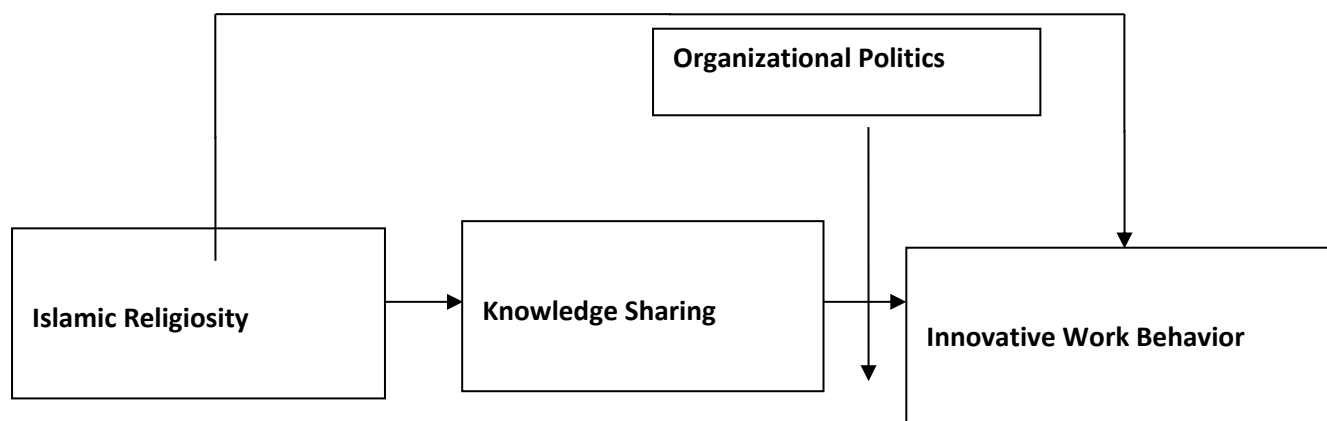 Organizational Politics
Islamic Religiosity
Knowledge Sharing
Innovative Work Behavior